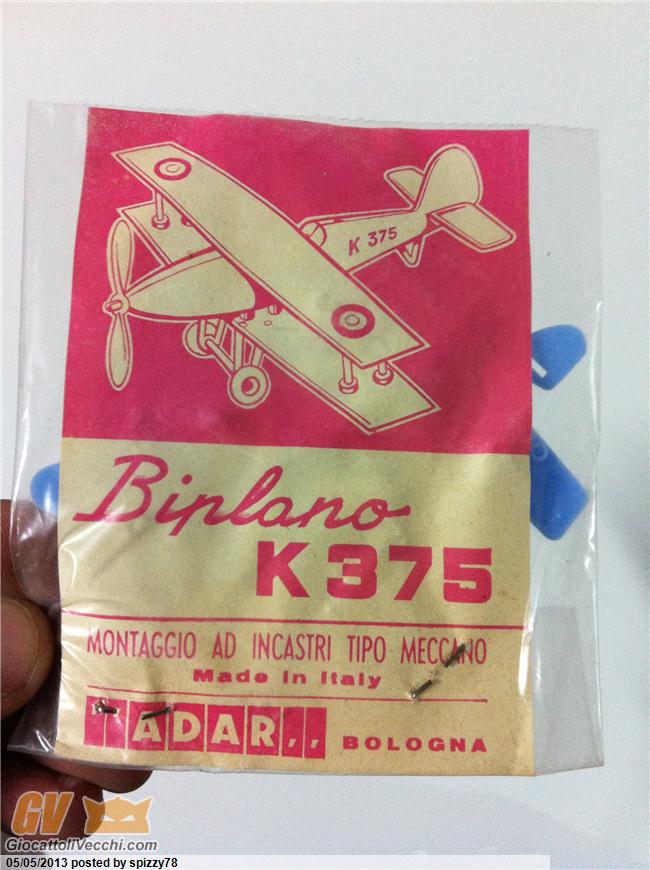 K 375
Biplano
K375
MONTAGGIO AD INCASTRI TIPO MECCANO
Made in Italy
"ADAR,, BOLOGNA
GV
GiocattoliVecchi.com
05/05/2013 posted by spizzy78